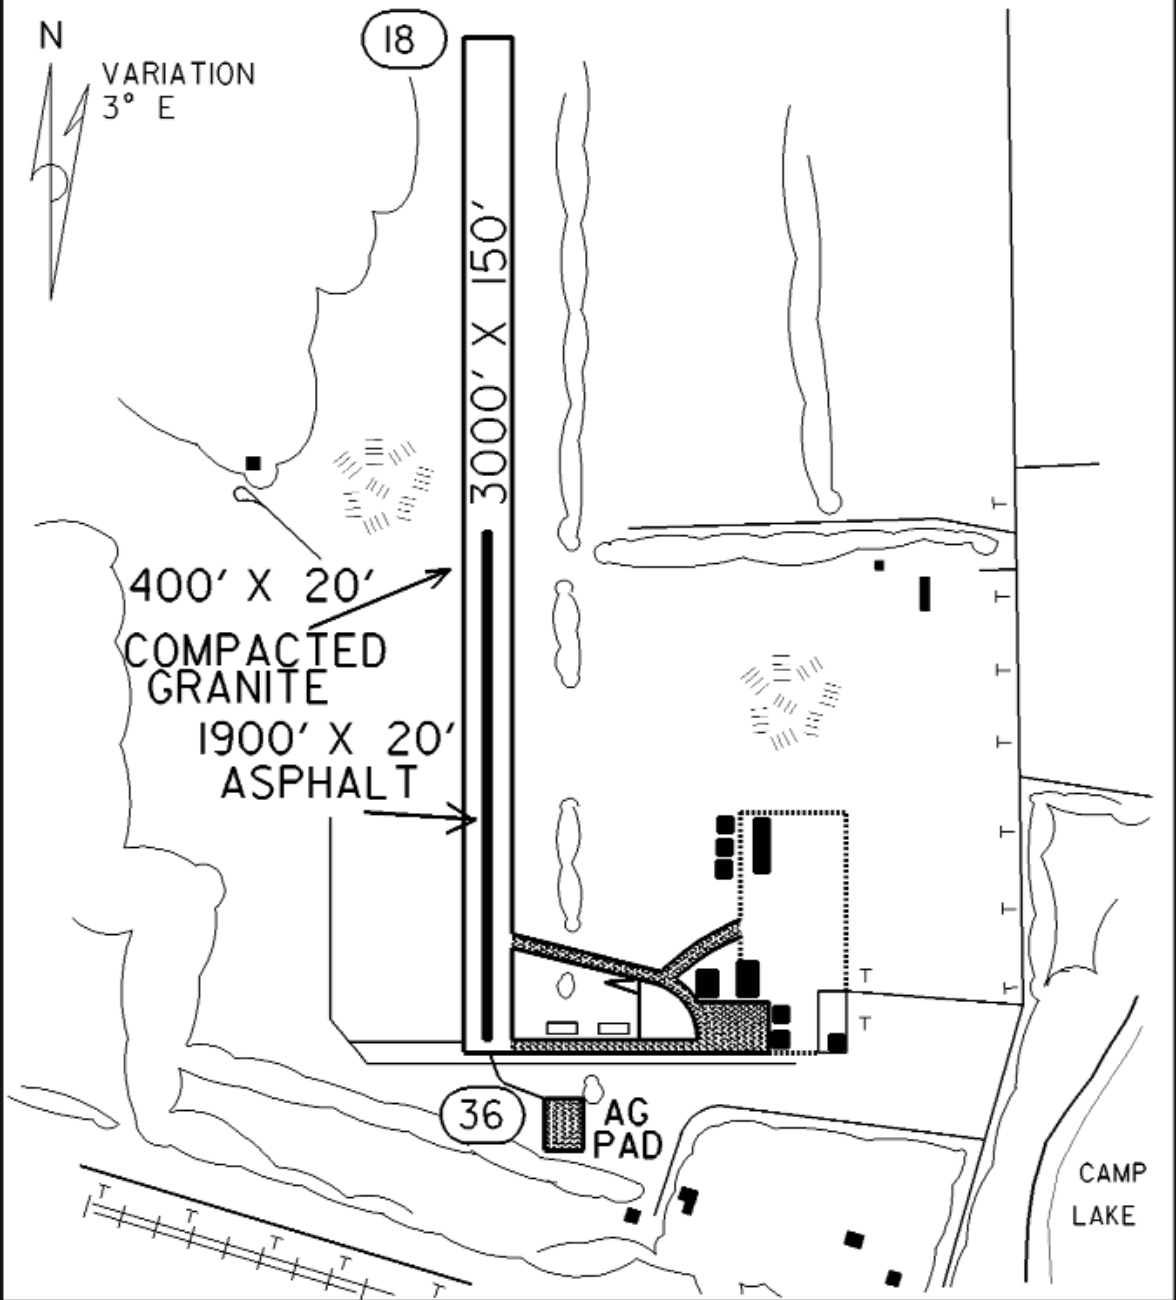 N
18
VARIATION
3° E
3000' X 150'
400' X 20'
COMPACTED
GRANITE
1900' X 20'
ASPHALT
T
T
T
T
T
T
T
T
T
36
AG
PAD
CAMP
LAKE
T
T
T
T
T